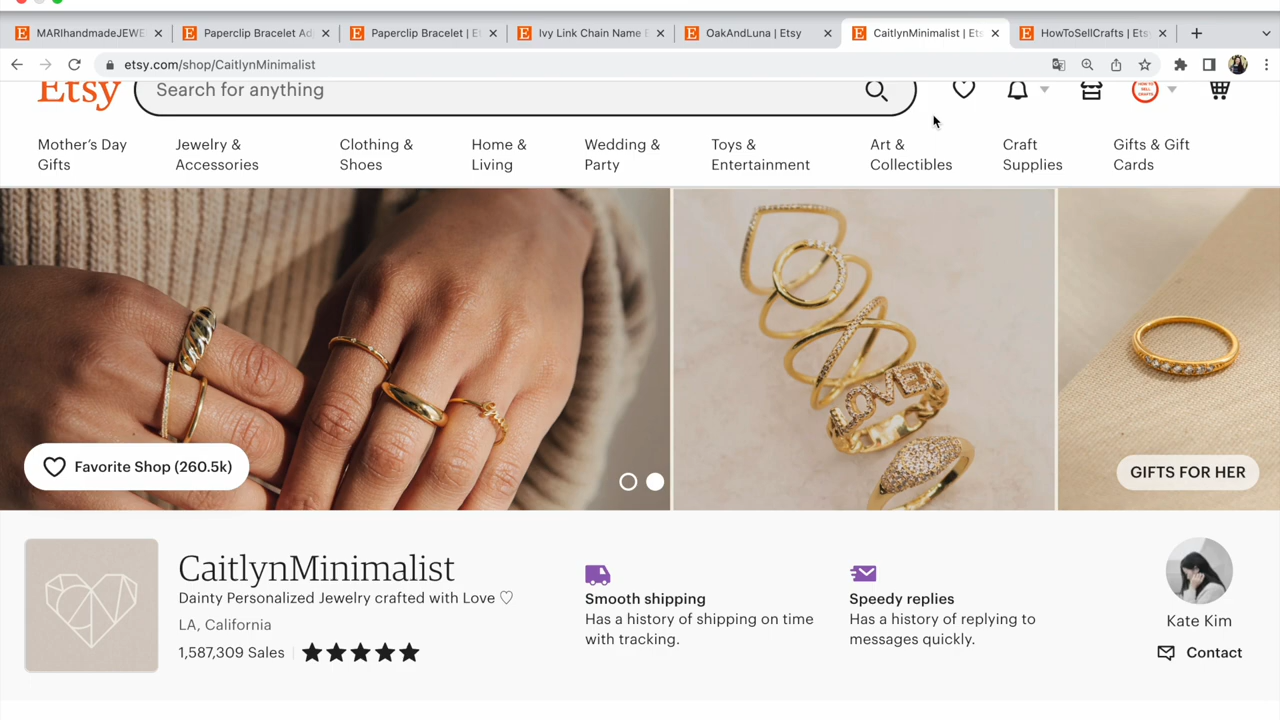 MARIhandmadeJEWE
Paperclip Bracelet Ad
Paperclip Bracelet | E
Ivy Link Chain Name B
OakAndLuna | Etsy
CaitlynMinimalist | Ets
HowToSellCrafts | Ets
etsy.com/shop/CaitlynMinimalist
Etsy
Search for anything
HOW TO SELL CRAFTS
Mother's Day Gifts
Jewelry & Accessories
Clothing & Shoes
Home & Living
Wedding & Party
Toys & Entertainment
Art & Collectibles
Craft Supplies
Gifts & Gift Cards
LOVER
Favorite Shop (260.5k)
GIFTS FOR HER
CaitlynMinimalist
Dainty Personalized Jewelry crafted with Love ♡
LA, California
1,587,309 Sales
Smooth shipping
Has a history of shipping on time
with tracking.
Speedy replies
Has a history of replying to
messages quickly.
Kate Kim
Contact